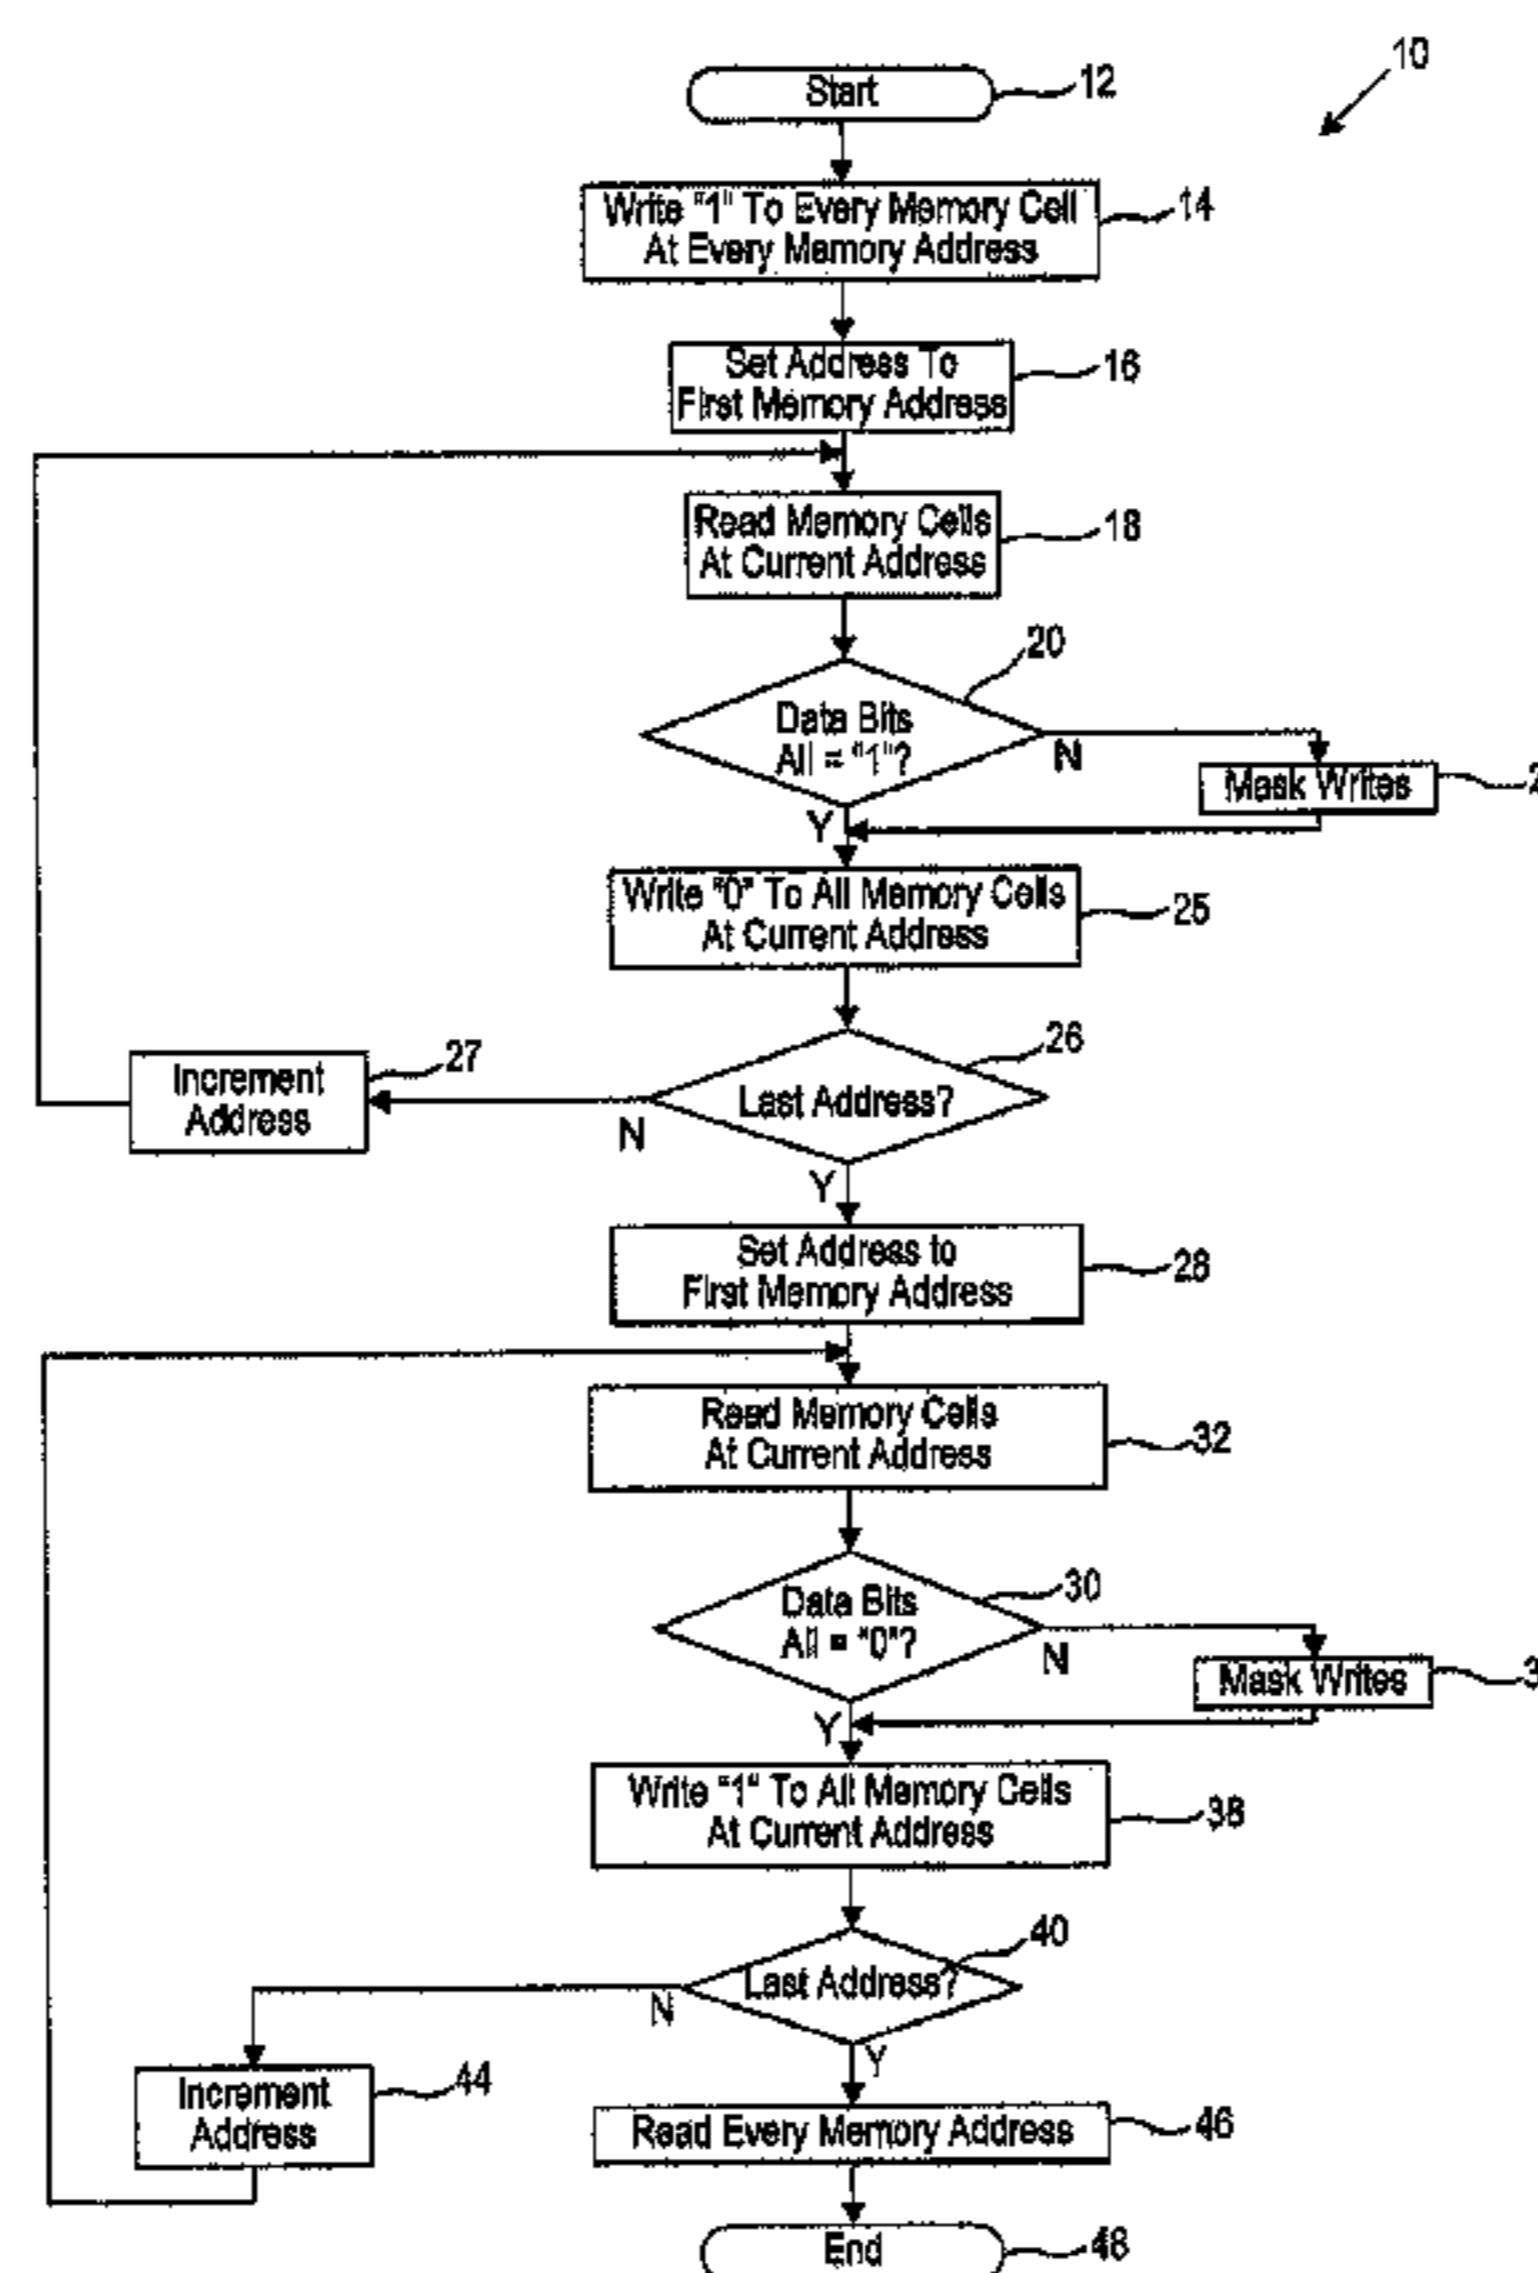 10
Start
12
Write "1" To Every Memory Cell
At Every Memory Address
14
Set Address To
First Memory Address
16
Read Memory Cells
At Current Address
18
20
Data Bits
All = "1"?
N
Mask Writes
Y
Write "0" To All Memory Cells
At Current Address
25
26
Last Address?
N
Increment
Address
27
Y
Set Address to
First Memory Address
28
Read Memory Cells
At Current Address
32
30
Data Bits
All = "0"?
N
Mask Writes
Y
Write "1" To All Memory Cells
At Current Address
38
40
Last Address?
N
Increment
Address
44
Y
Read Every Memory Address
46
End
48